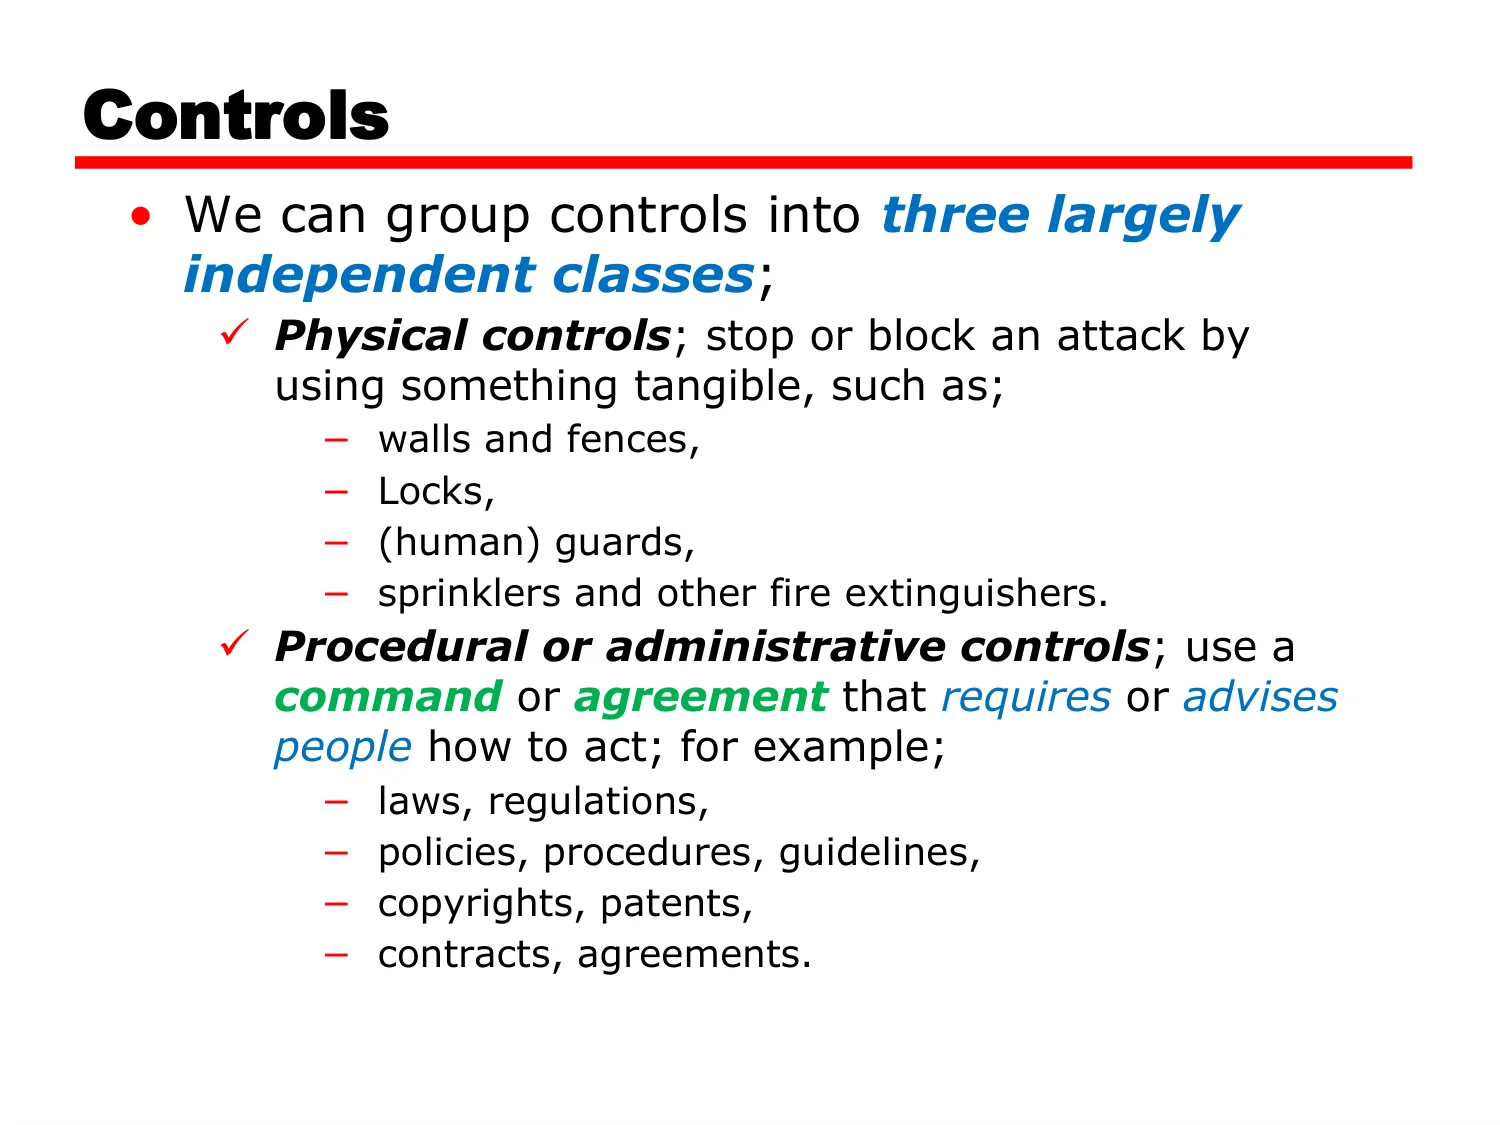 Controls
• We can group controls into three largely
independent classes;
✓ Physical controls; stop or block an attack by
using something tangible, such as;
− walls and fences,
− Locks,
− (human) guards,
− sprinklers and other fire extinguishers.
✓ Procedural or administrative controls; use a
command or agreement that requires or advises
people how to act; for example;
− laws, regulations,
− policies, procedures, guidelines,
− copyrights, patents,
− contracts, agreements.